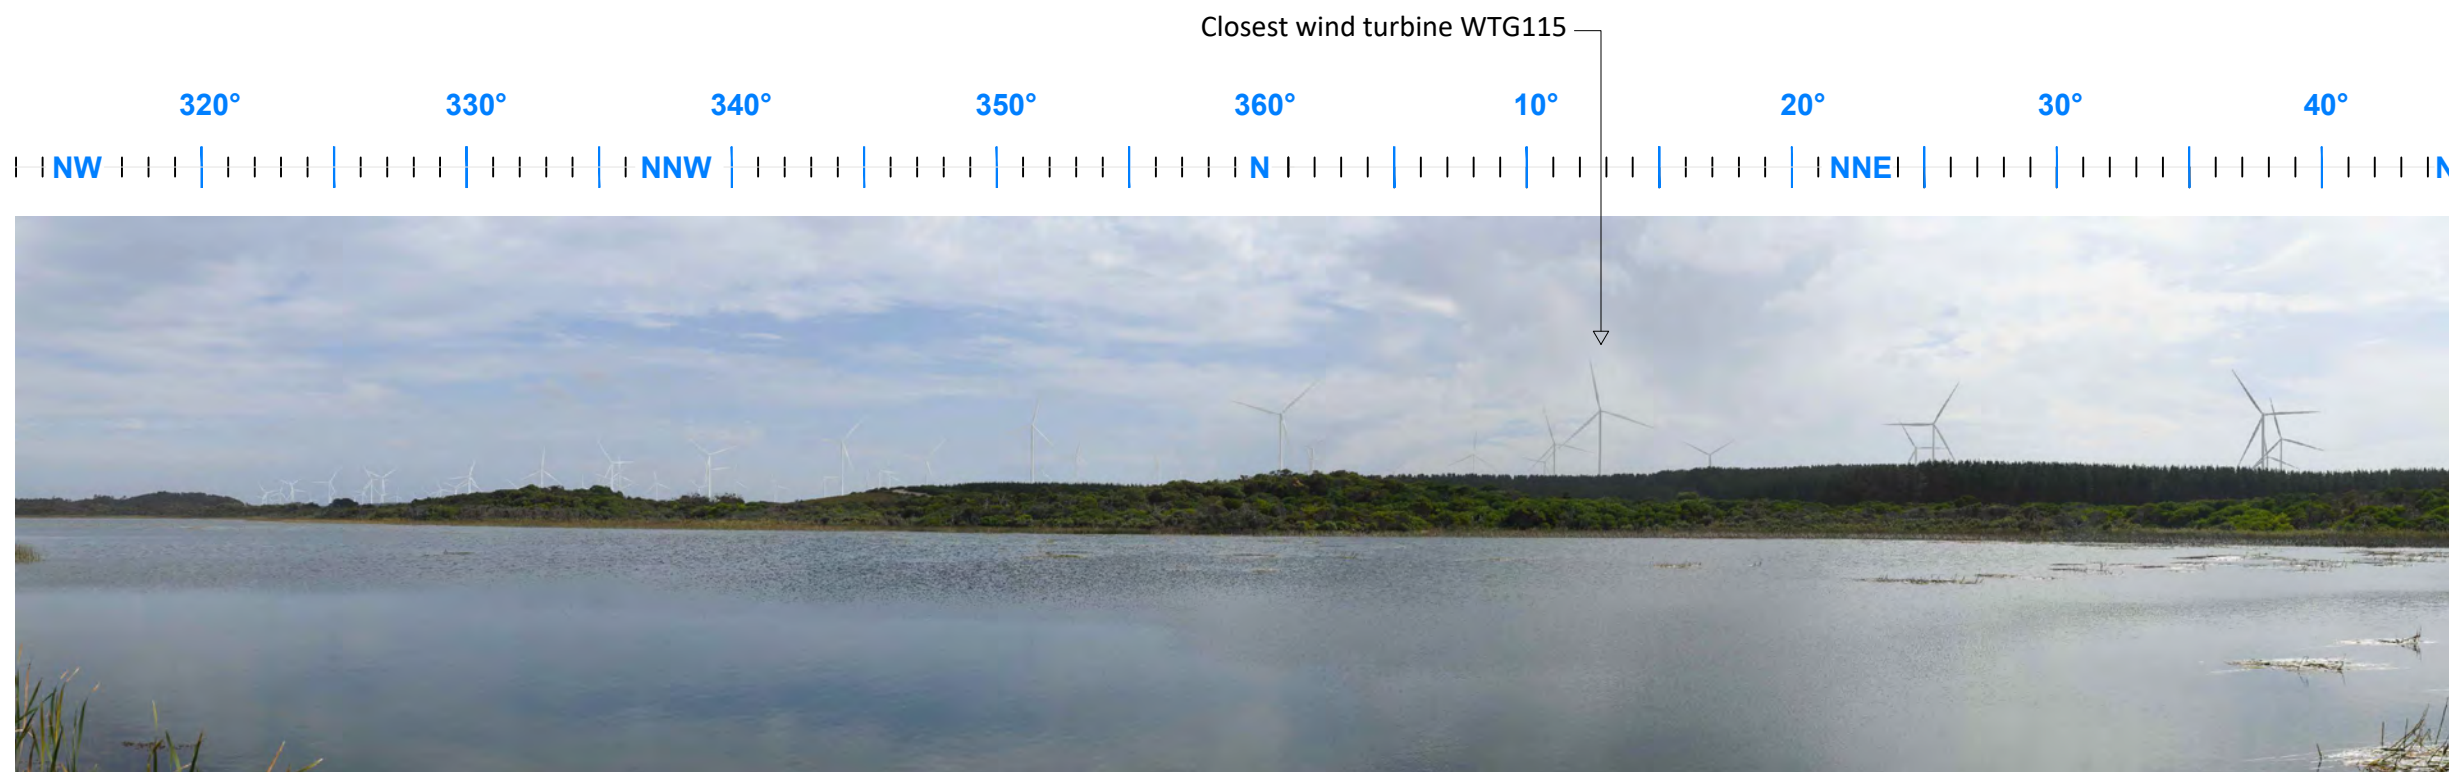 Closest wind turbine WTG115
320° 330° 340° 350° 360° 10° 20° 30° 40°
NW NNW N NNE N